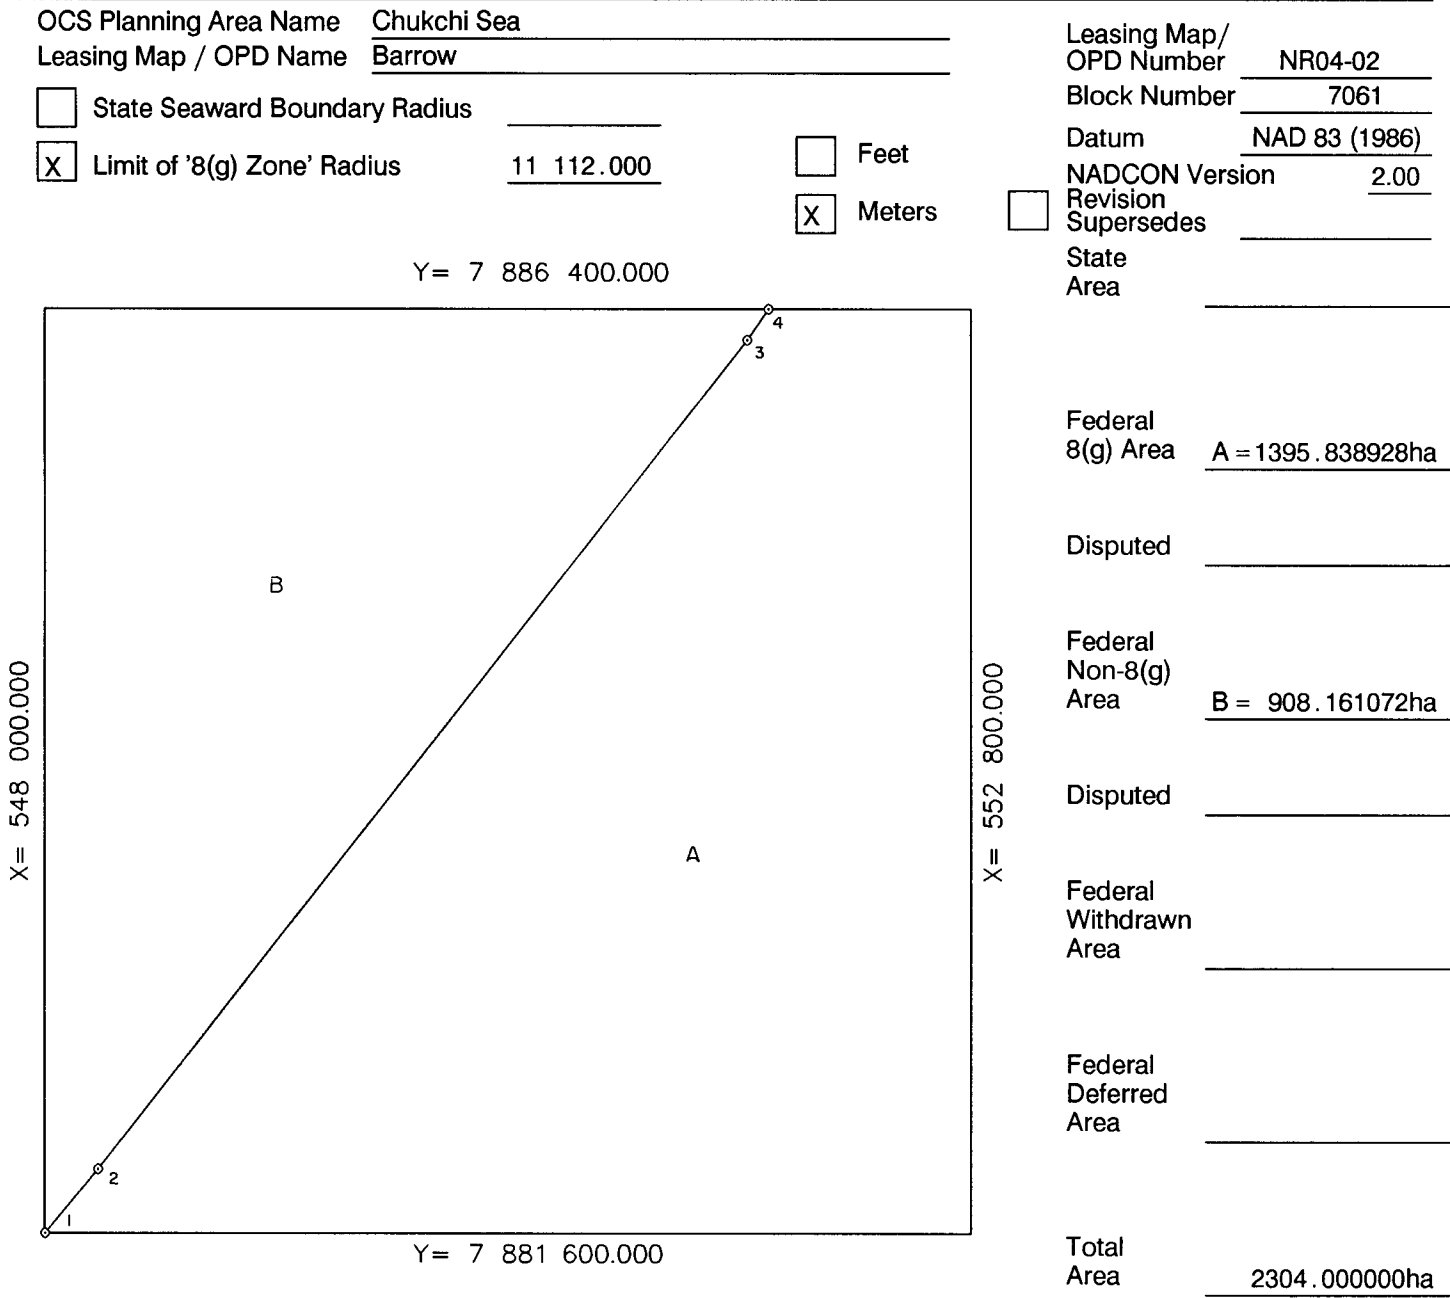 OCS Planning Area Name Chukchi Sea
Leasing Map / OPD Name Barrow
State Seaward Boundary Radius
X Limit of '8(g) Zone' Radius 11 112.000
Feet
X Meters
Leasing Map/
OPD Number NR04-02
Block Number 7061
Datum NAD 83 (1986)
NADCON Version 2.00
Revision
Supersedes
State
Area
Y= 7 886 400.000
4
3
B
X= 548 000.000
X= 552 800.000
A
2
1
Y= 7 881 600.000
Federal
8(g) Area A =1395.838928ha
Disputed
Federal
Non-8(g)
Area B = 908.161072ha
Disputed
Federal
Withdrawn
Area
Federal
Deferred
Area
Total
Area 2304.000000ha